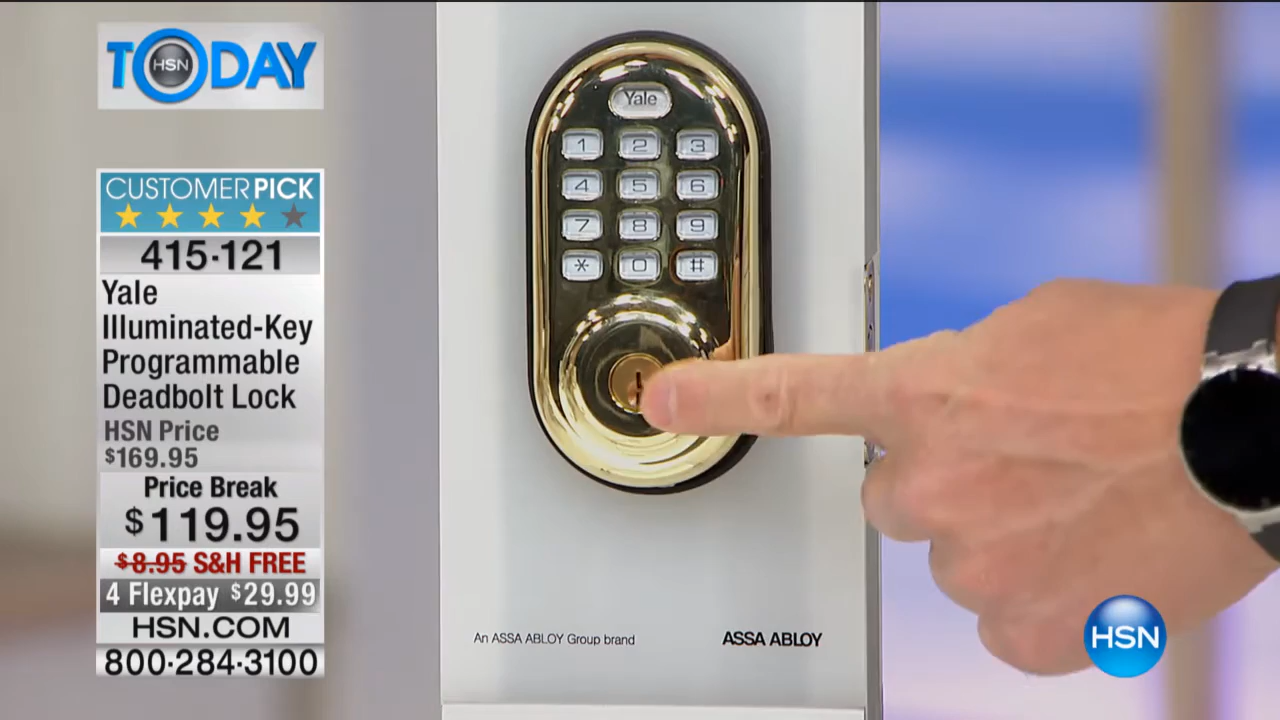 TODAY
HSN
CUSTOMER PICK
415-121
Yale
Illuminated-Key
Programmable
Deadbolt Lock
HSN Price
$169.95
Price Break
$119.95
$8.95 S&H FREE
4 Flexpay $29.99
HSN.COM
800-284-3100
Yale
1 2 3
4 5 6
7 8 9
* 0 #
An ASSA ABLOY Group brand
ASSA ABLOY
HSN